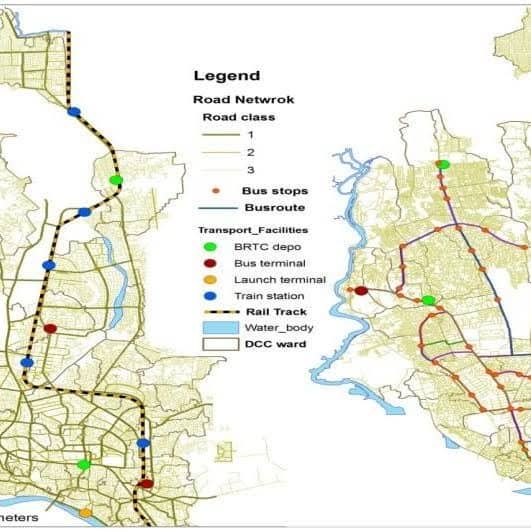 Legend
Road Netwrok
Road class
1
2
3
Bus stops
Busroute
Transport_Facilities
BRTC depo
Bus terminal
Launch terminal
Train station
Rail Track
Water_body
DCC ward
neters